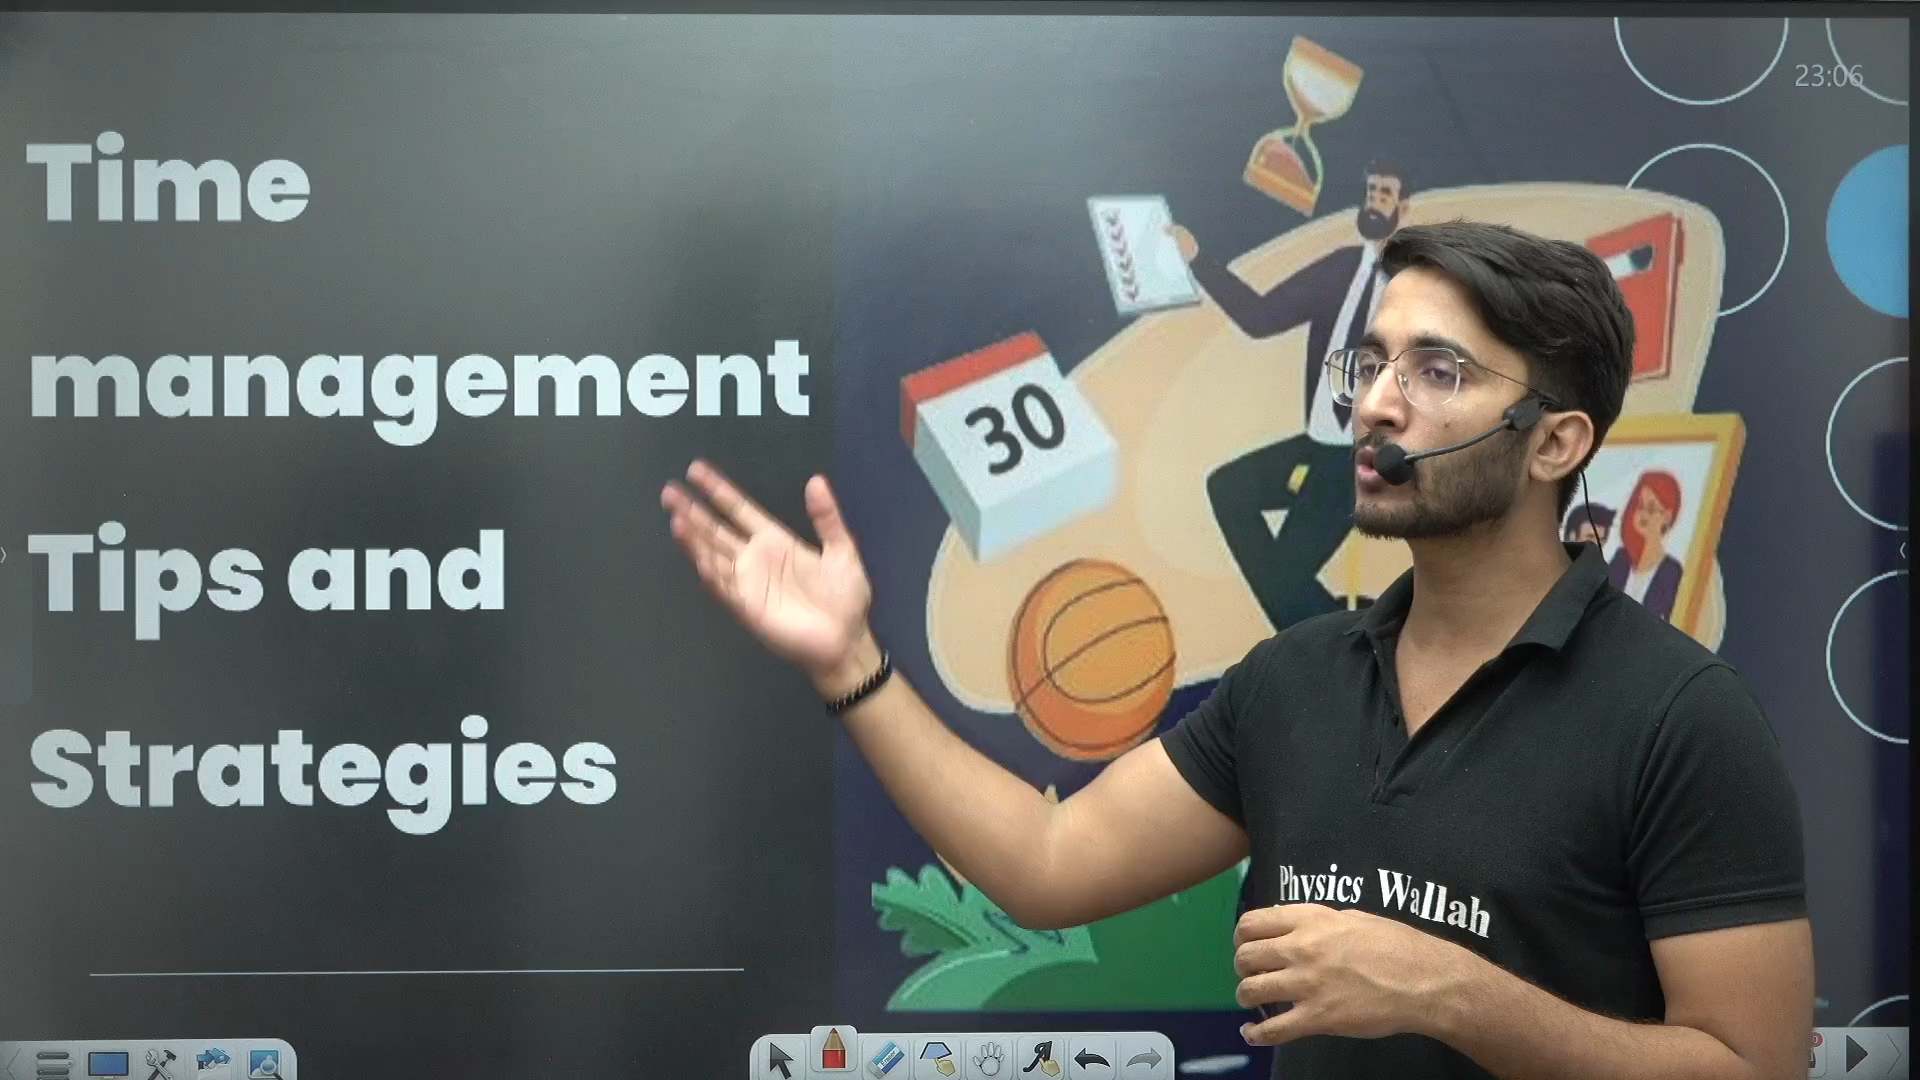 23:06
Time
management
Tips and
Strategies
30
Physics Wallah